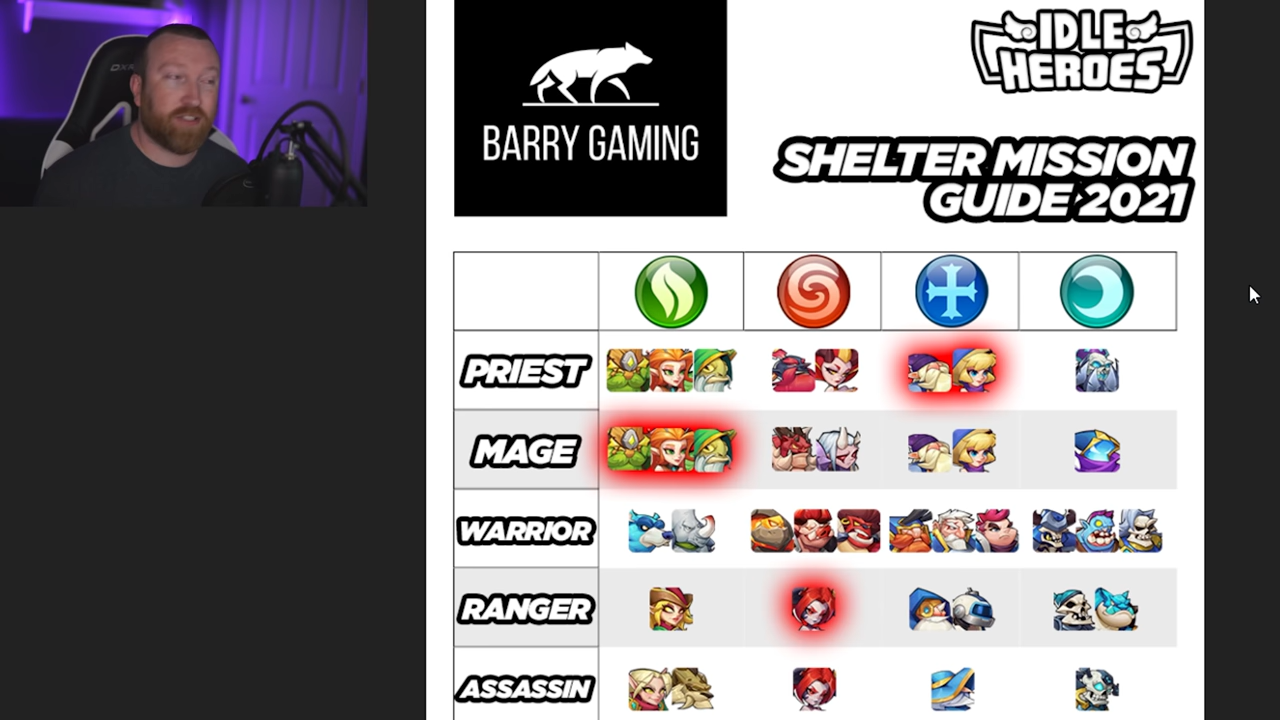 BARRY GAMING
IDLE
HEROES
SHELTER MISSION
GUIDE 2021
PRIEST
MAGE
WARRIOR
RANGER
ASSASSIN